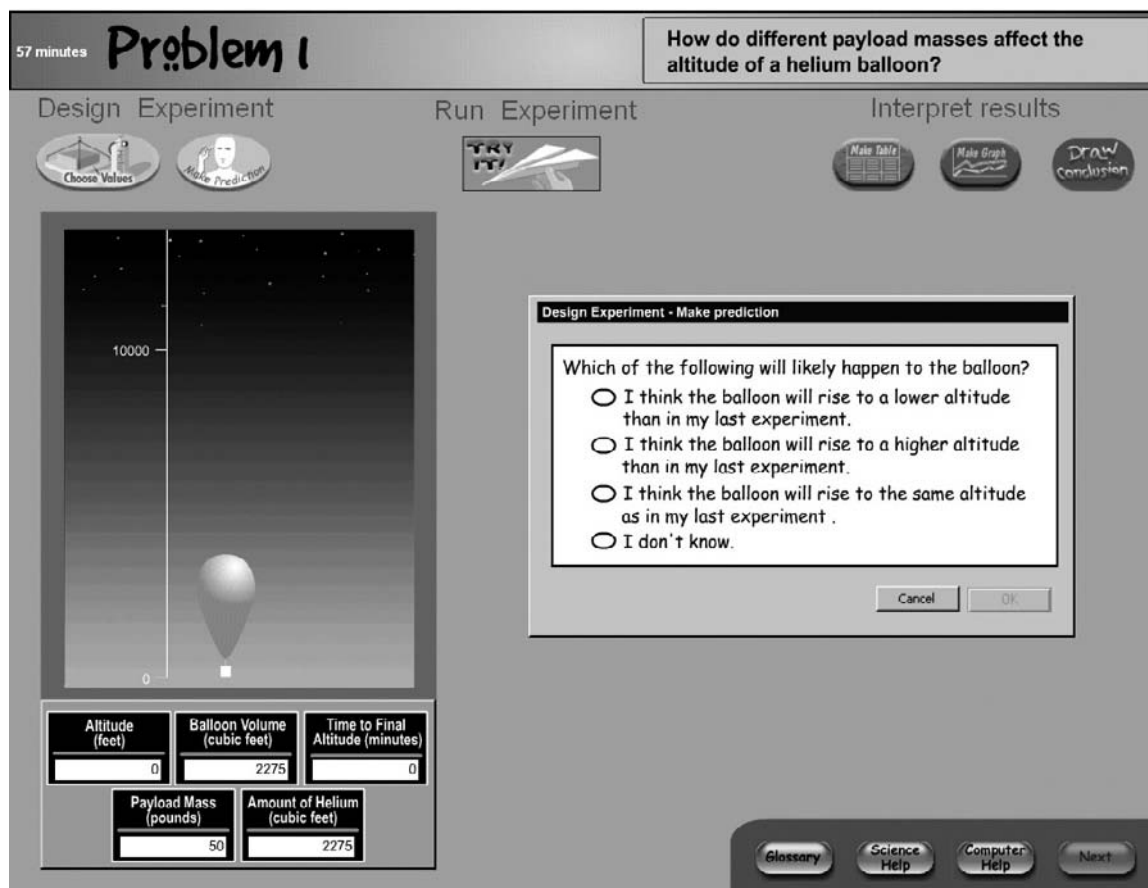 57 minutes
Problem 1
How do different payload masses affect the
altitude of a helium balloon?
Design Experiment
Run Experiment
Interpret results
Choose Values
Make Prediction
TRY
IT!
Make Table
Make Graph
Draw
conclusion
10000
0
Design Experiment - Make prediction
Which of the following will likely happen to the balloon?
I think the balloon will rise to a lower altitude
than in my last experiment.
I think the balloon will rise to a higher altitude
than in my last experiment.
I think the balloon will rise to the same altitude
as in my last experiment .
I don't know.
Cancel
OK
Altitude
(feet)
0
Balloon Volume
(cubic feet)
2275
Time to Final
Altitude (minutes)
0
Payload Mass
(pounds)
50
Amount of Helium
(cubic feet)
2275
Glossary
Science
Help
Computer
Help
Next